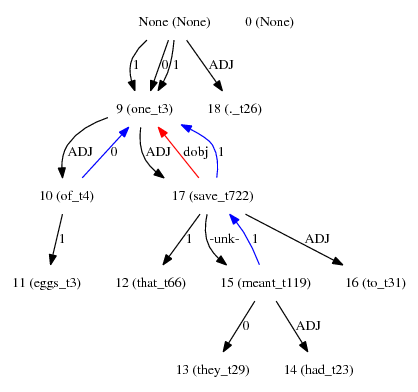 None (None) 0 (None)
1 0 1 ADJ
9 (one_t3) 18 (._t26)
ADJ 0 ADJ dobj 1
10 (of_t4) 17 (save_t722)
1 1 -unk- 1 ADJ
11 (eggs_t3) 12 (that_t66) 15 (meant_t119) 16 (to_t31)
0 ADJ
13 (they_t29) 14 (had_t23)